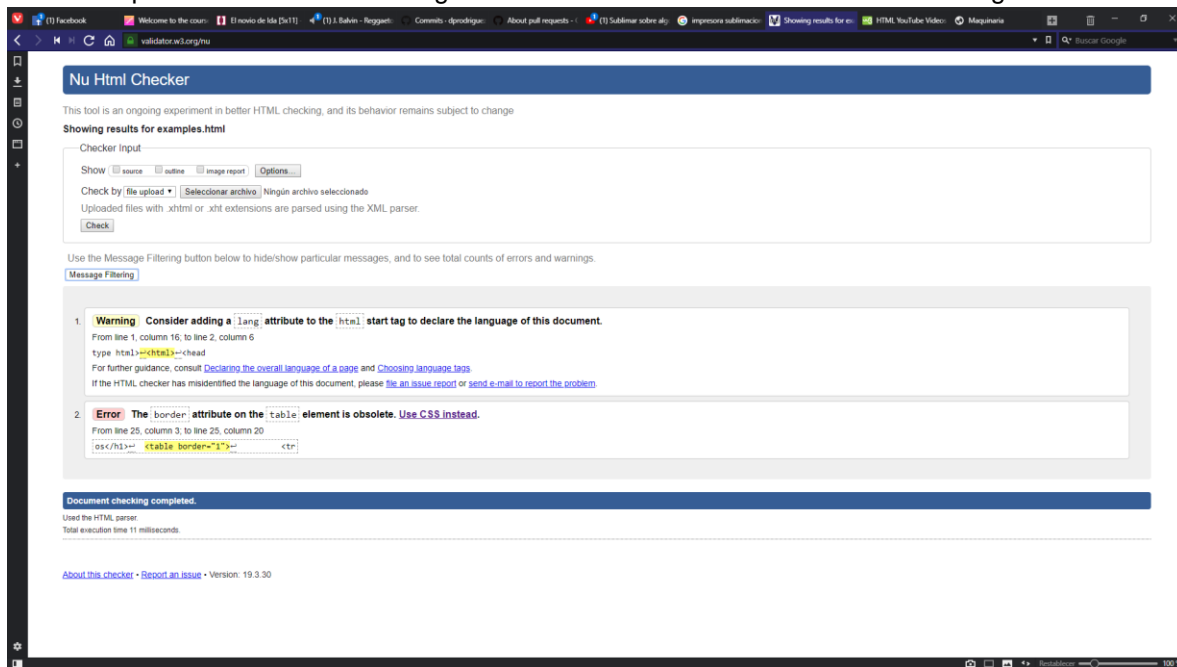 (1) Facebook
Welcome to the cours
El novio de Ida [5x11]
(1) J. Balvin - Reggaet
Commits · dprodrigue
About pull requests - (
(1) Sublimar sobre alg
impresora sublimacion
Showing results for ex
HTML YouTube Video
Maquinaria
validator.w3.org/nu
Buscar Google
Nu Html Checker
This tool is an ongoing experiment in better HTML checking, and its behavior remains subject to change
Showing results for examples.html
Checker Input
Show source outline image report Options...
Check by file upload Seleccionar archivo Ningún archivo seleccionado
Uploaded files with .xhtml or .xht extensions are parsed using the XML parser.
Check
Use the Message Filtering button below to hide/show particular messages, and to see total counts of errors and warnings.
Message Filtering
1. Warning Consider adding a lang attribute to the html start tag to declare the language of this document.
From line 1, column 16; to line 2, column 6
type html>↩<html>↩<head
For further guidance, consult Declaring the overall language of a page and Choosing language tags.
If the HTML checker has misidentified the language of this document, please file an issue report or send e-mail to report the problem.
2. Error The border attribute on the table element is obsolete. Use CSS instead.
From line 25, column 3; to line 25, column 20
os</h1>↩ <table border="1">↩ <tr
Document checking completed.
Used the HTML parser.
Total execution time 11 milliseconds.
About this checker • Report an issue • Version: 19.3.30
Restablecer
100